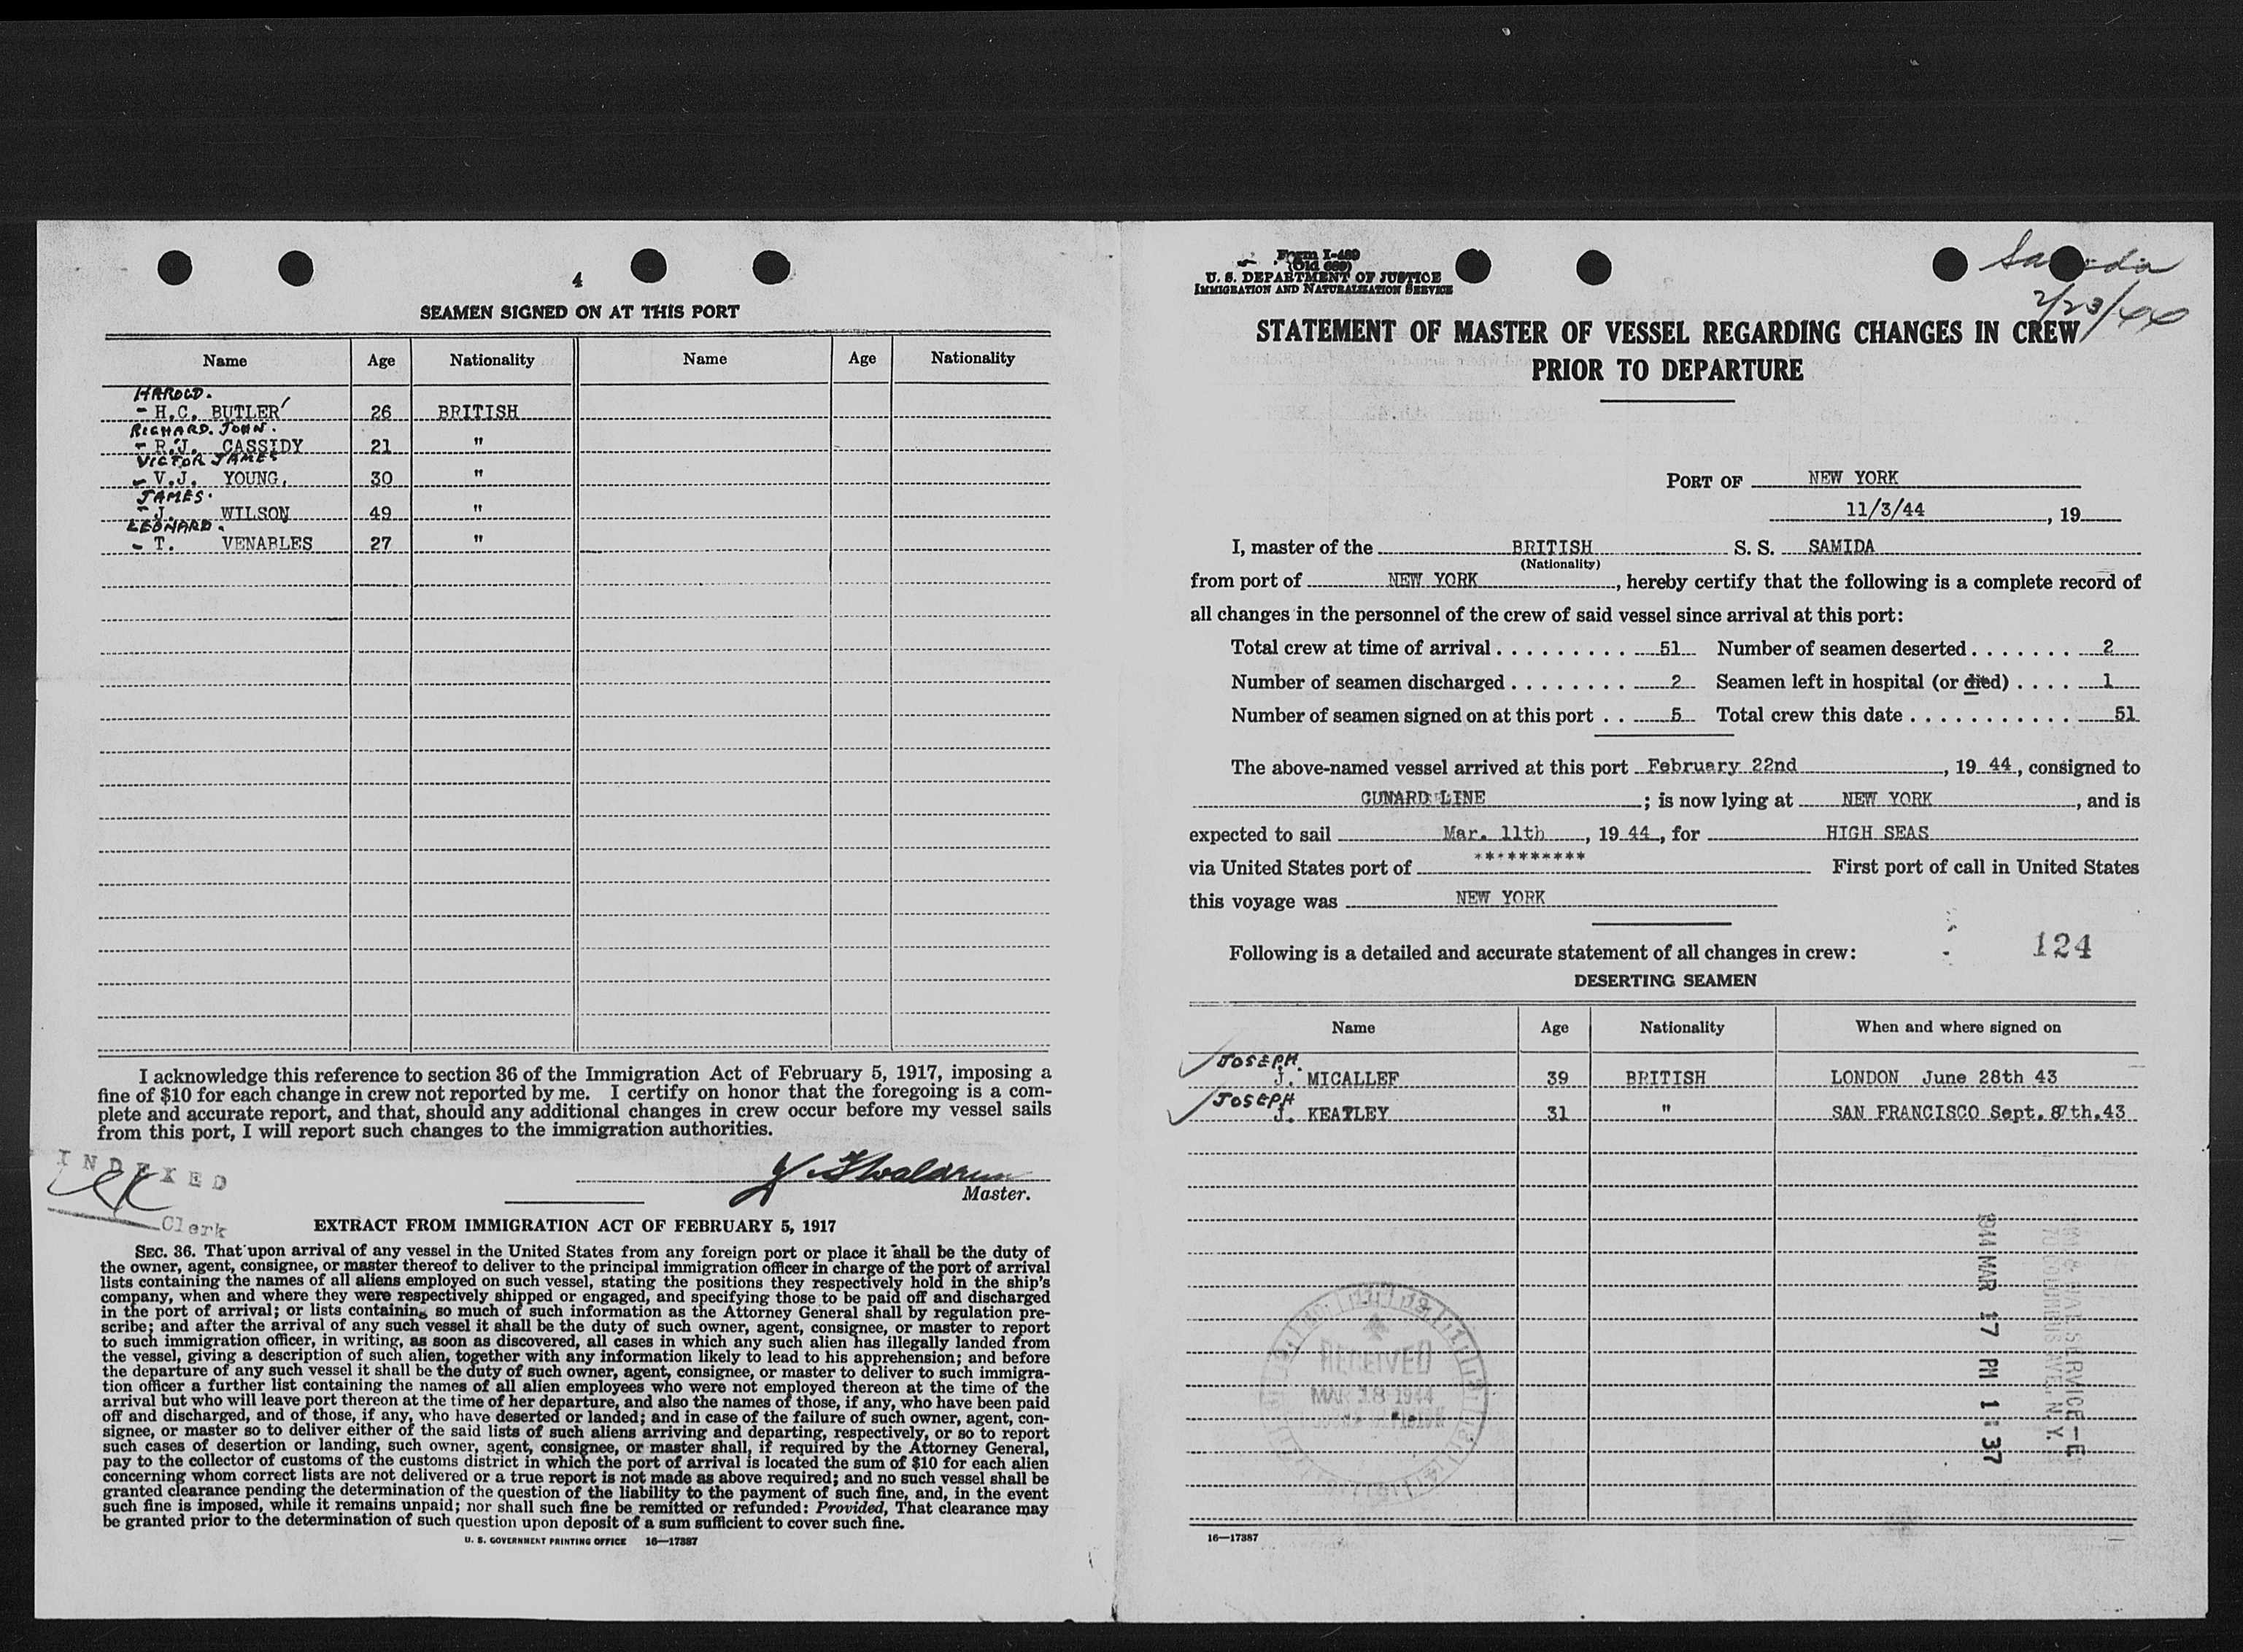 4
SEAMEN SIGNED ON AT THIS PORT
Name Age Nationality Name Age Nationality
HAROLD.
- H.C. BUTLER 26 BRITISH
RICHARD. JOHN.
- R.J. CASSIDY 21 "
VICTOR JAMES
- V.J. YOUNG. 30 "
JAMES.
- J. WILSON 49 "
LEONARD.
- T. VENABLES 27 "
I acknowledge this reference to section 36 of the Immigration Act of February 5, 1917, imposing a
fine of $10 for each change in crew not reported by me. I certify on honor that the foregoing is a com-
plete and accurate report, and that, should any additional changes in crew occur before my vessel sails
from this port, I will report such changes to the immigration authorities.
INDEXED
Clerk
Master.
EXTRACT FROM IMMIGRATION ACT OF FEBRUARY 5, 1917
SEC. 36. That upon arrival of any vessel in the United States from any foreign port or place it shall be the duty of
the owner, agent, consignee, or master thereof to deliver to the principal immigration officer in charge of the port of arrival
lists containing the names of all aliens employed on such vessel, stating the positions they respectively hold in the ship's
company, when and where they were respectively shipped or engaged, and specifying those to be paid off and discharged
in the port of arrival; or lists containing so much of such information as the Attorney General shall by regulation pre-
scribe; and after the arrival of any such vessel it shall be the duty of such owner, agent, consignee, or master to report
to such immigration officer, in writing, as soon as discovered, all cases in which any such alien has illegally landed from
the vessel, giving a description of such alien, together with any information likely to lead to his apprehension; and before
the departure of any such vessel it shall be the duty of such owner, agent, consignee, or master to deliver to such immigra-
tion officer a further list containing the names of all alien employees who were not employed thereon at the time of the
arrival but who will leave port thereon at the time of her departure, and also the names of those, if any, who have been paid
off and discharged, and of those, if any, who have deserted or landed; and in case of the failure of such owner, agent, con-
signee, or master so to deliver either of the said lists of such aliens arriving and departing, respectively, or so to report
such cases of desertion or landing, such owner, agent, consignee, or master shall, if required by the Attorney General,
pay to the collector of customs of the customs district in which the port of arrival is located the sum of $10 for each alien
concerning whom correct lists are not delivered or a true report is not made as above required; and no such vessel shall be
granted clearance pending the determination of the question of the liability to the payment of such fine, and, in the event
such fine is imposed, while it remains unpaid; nor shall such fine be remitted or refunded: Provided, That clearance may
be granted prior to the determination of such question upon deposit of a sum sufficient to cover such fine.
U. S. GOVERNMENT PRINTING OFFICE 16—17387
Form I-489
(Old 689)
U. S. DEPARTMENT OF JUSTICE
IMMIGRATION AND NATURALIZATION SERVICE
2/23/44
STATEMENT OF MASTER OF VESSEL REGARDING CHANGES IN CREW
PRIOR TO DEPARTURE
PORT OF NEW YORK
11/3/44, 19
I, master of the BRITISH S. S. SAMIDA
(Nationality)
from port of NEW YORK, hereby certify that the following is a complete record of
all changes in the personnel of the crew of said vessel since arrival at this port:
Total crew at time of arrival . . . . . . . . . 51 Number of seamen deserted . . . . . . . 2
Number of seamen discharged . . . . . . . . 2 Seamen left in hospital (or died) . . . . 1
Number of seamen signed on at this port . . 5 Total crew this date . . . . . . . . . . . . 51
The above-named vessel arrived at this port February 22nd, 19 44, consigned to
CUNARD LINE; is now lying at NEW YORK, and is
expected to sail Mar. 11th, 19 44, for HIGH SEAS
via United States port of ********** First port of call in United States
this voyage was NEW YORK
Following is a detailed and accurate statement of all changes in crew:
124
DESERTING SEAMEN
Name Age Nationality When and where signed on
JOSEPH.
J. MICALLEF 39 BRITISH LONDON June 28th 43
JOSEPH
J. KEATLEY 31 " SAN FRANCISCO Sept. 8th.43
RECEIVED
MAR 18 1944
1944 MAR 17 PM 1:37
16—17387